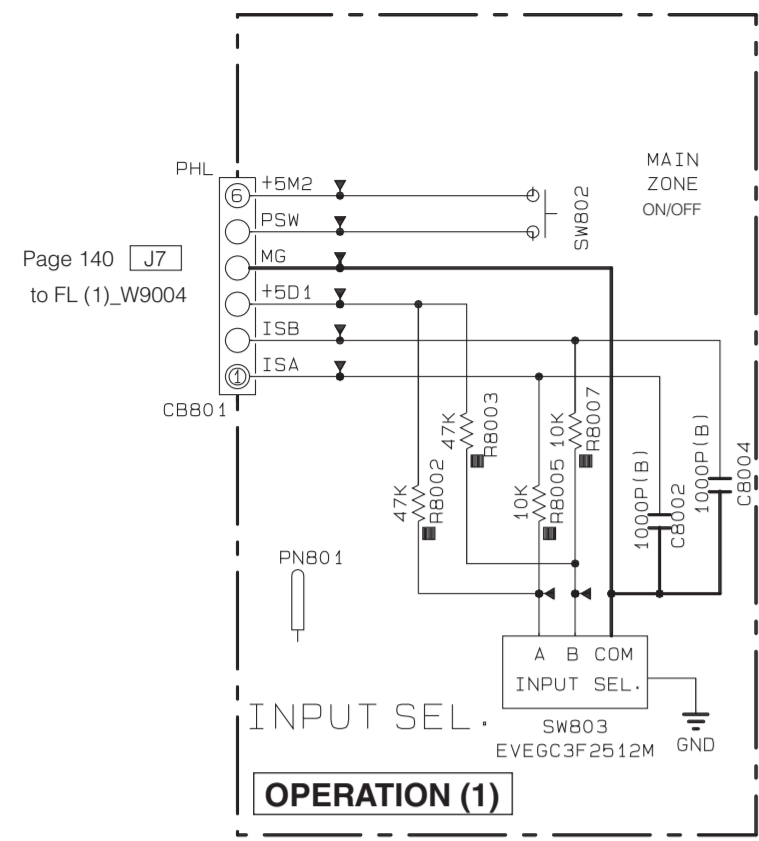 PHL
6
+5M2
PSW
MG
+5D1
ISB
ISA
1
CB801
Page 140 J7
to FL (1)_W9004
SW802
MAIN
ZONE
ON/OFF
47K
R8002
47K
R8003
10K
R8005
10K
R8007
1000P(B)
C8002
1000P(B)
C8004
PN801
A B COM
INPUT SEL.
SW803
EVEGC3F2512M
GND
INPUT SEL.
OPERATION (1)